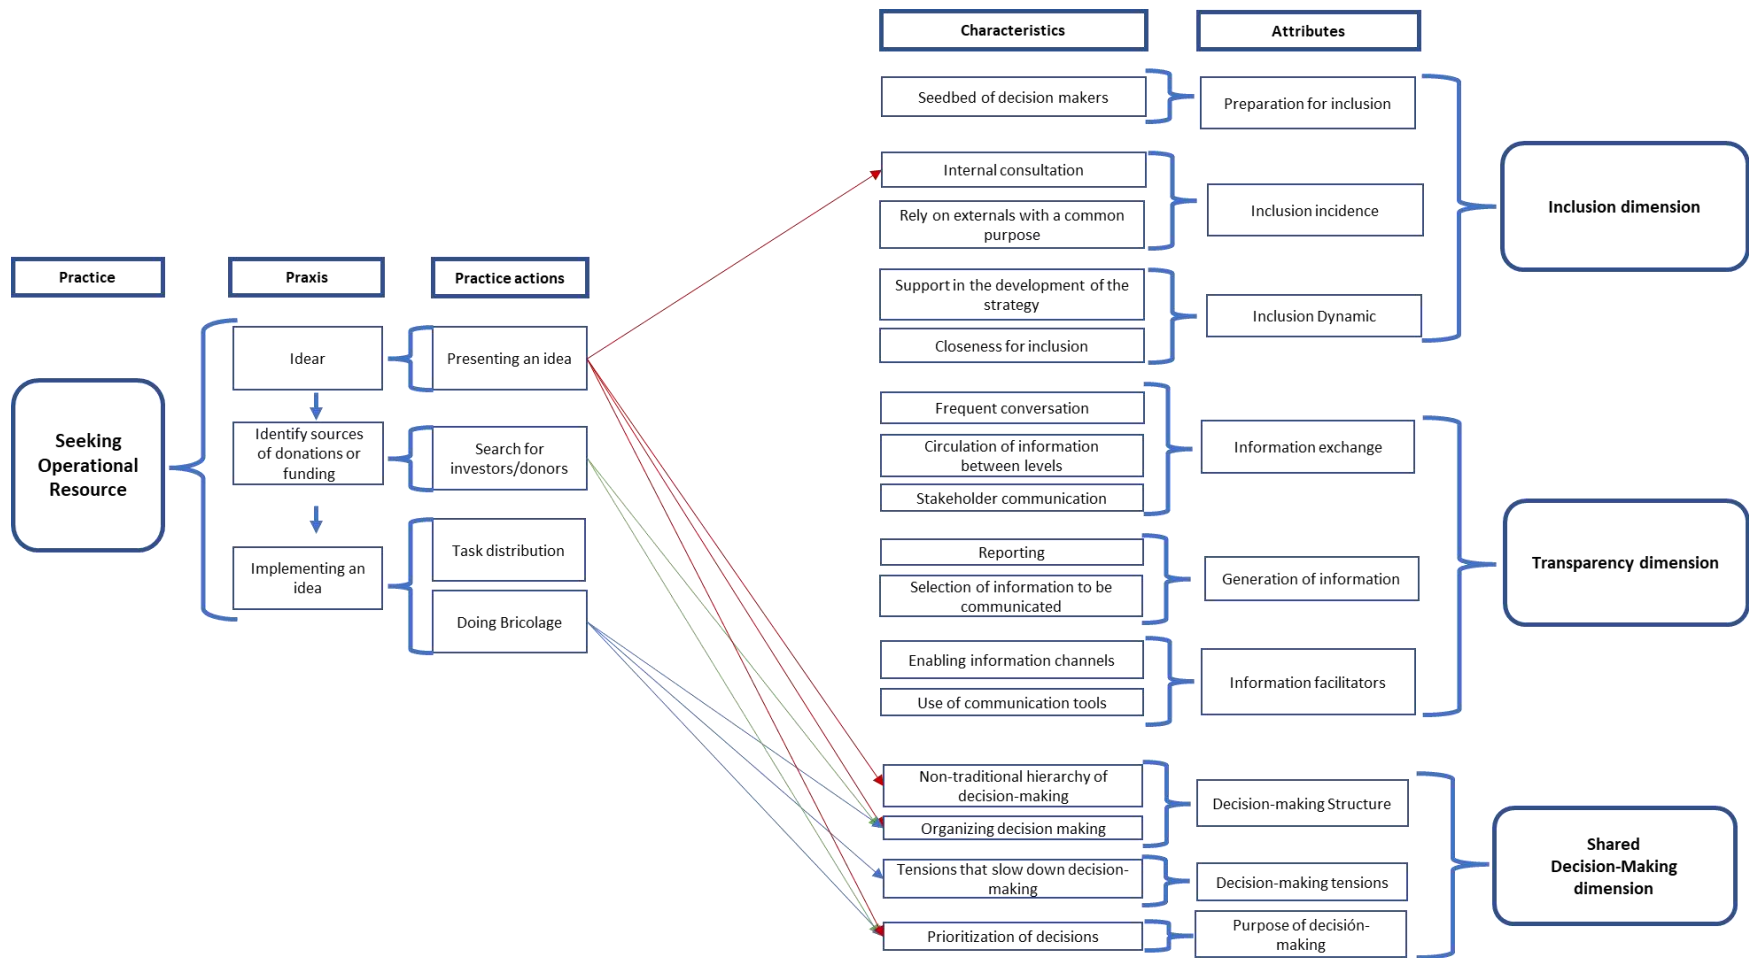 Characteristics
Attributes
Seedbed of decision makers
Preparation for inclusion
Internal consultation
Rely on externals with a common
purpose
Inclusion incidence
Inclusion dimension
Support in the development of the
strategy
Closeness for inclusion
Inclusion Dynamic
Practice
Praxis
Practice actions
Seeking
Operational
Resource
Idear
Presenting an idea
Identify sources
of donations or
funding
Search for
investors/donors
Implementing an
idea
Task distribution
Doing Bricolage
Frequent conversation
Circulation of information
between levels
Stakeholder communication
Information exchange
Reporting
Selection of information to be
communicated
Generation of information
Transparency dimension
Enabling information channels
Use of communication tools
Information facilitators
Non-traditional hierarchy of
decision-making
Organizing decision making
Decision-making Structure
Tensions that slow down decision-
making
Decision-making tensions
Prioritization of decisions
Purpose of decisión-
making
Shared
Decision-Making
dimension